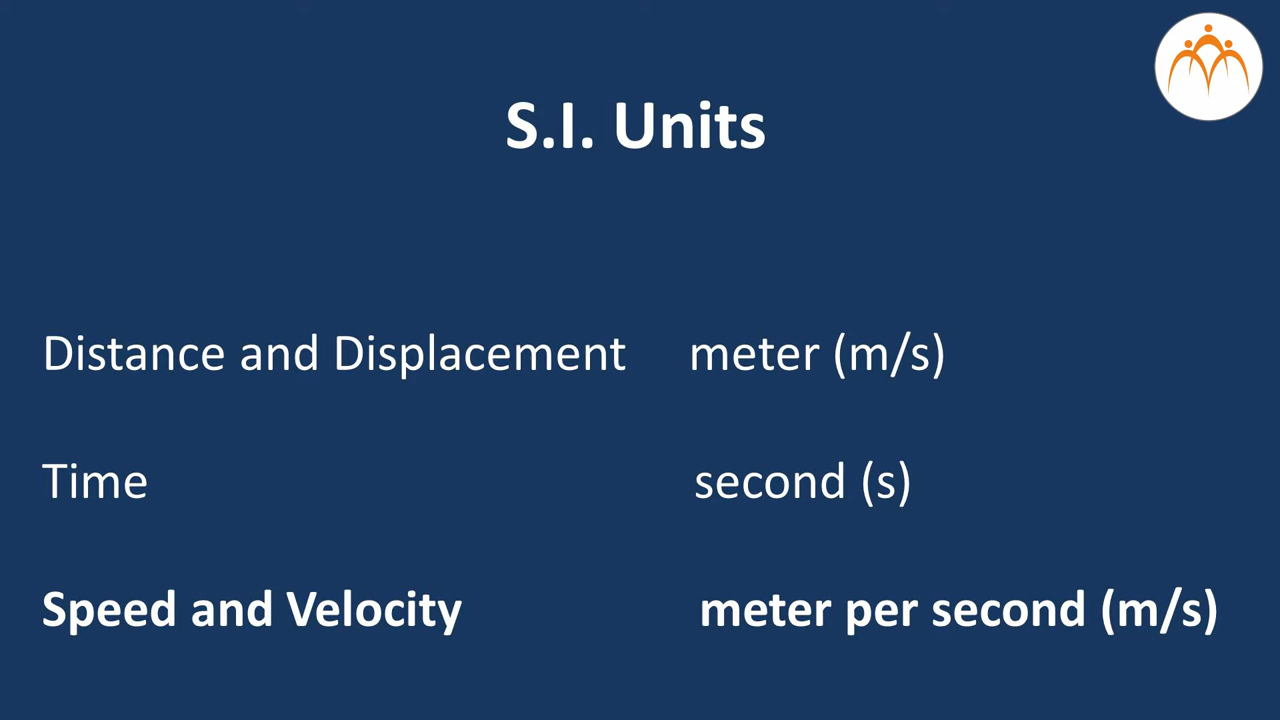 S.I. Units
Distance and Displacement meter (m/s)
Time second (s)
Speed and Velocity meter per second (m/s)